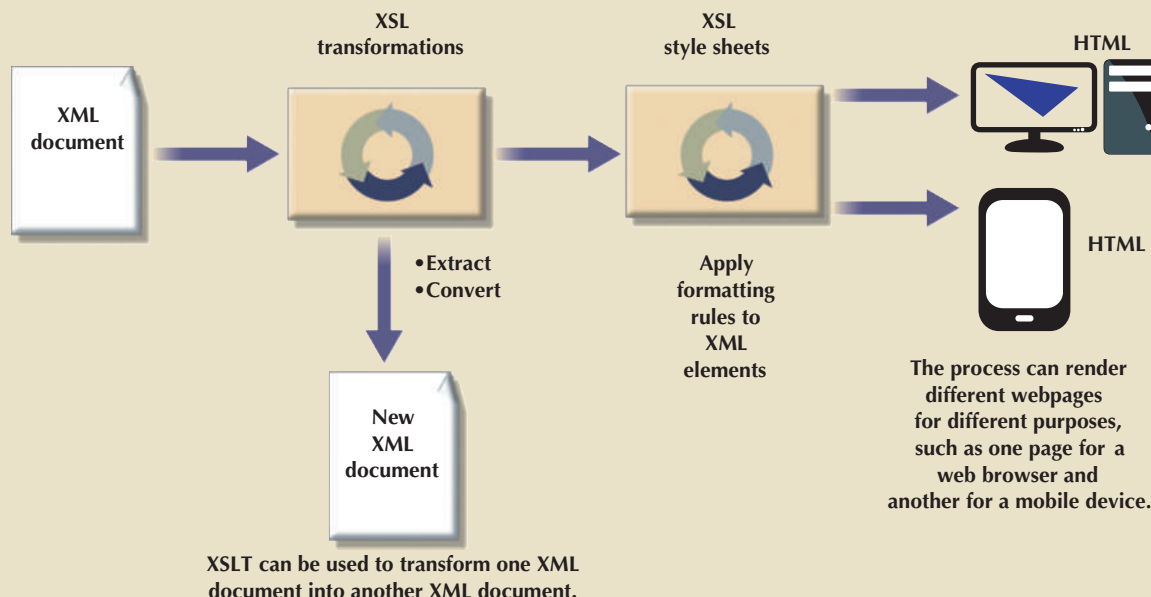 XSL
transformations
XSL
style sheets
HTML
XML
document
HTML
•Extract
•Convert
Apply
formatting
rules to
XML
elements
New
XML
document
The process can render
different webpages
for different purposes,
such as one page for a
web browser and
another for a mobile device.
XSLT can be used to transform one XML
document into another XML document.